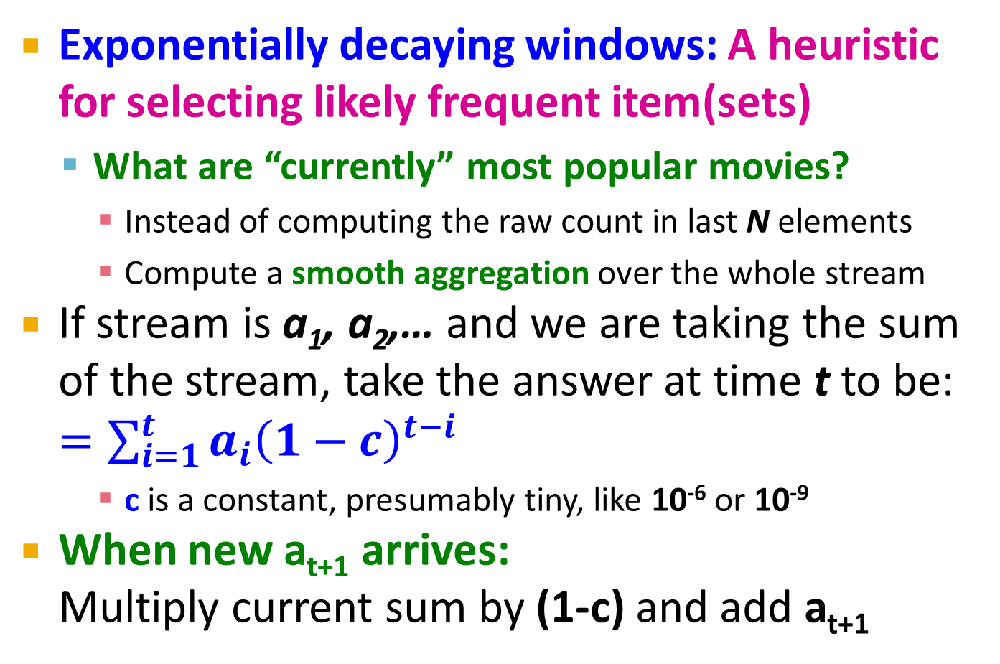 Exponentially decaying windows: A heuristic
for selecting likely frequent item(sets)
What are “currently” most popular movies?
Instead of computing the raw count in last N elements
Compute a smooth aggregation over the whole stream
If stream is a₁, a₂,… and we are taking the sum
of the stream, take the answer at time t to be:
= ∑ᵢ₌₁ᵗ aᵢ(1 − c)ᵗ⁻ⁱ
c is a constant, presumably tiny, like 10⁻⁶ or 10⁻⁹
When new aₜ₊₁ arrives:
Multiply current sum by (1-c) and add aₜ₊₁